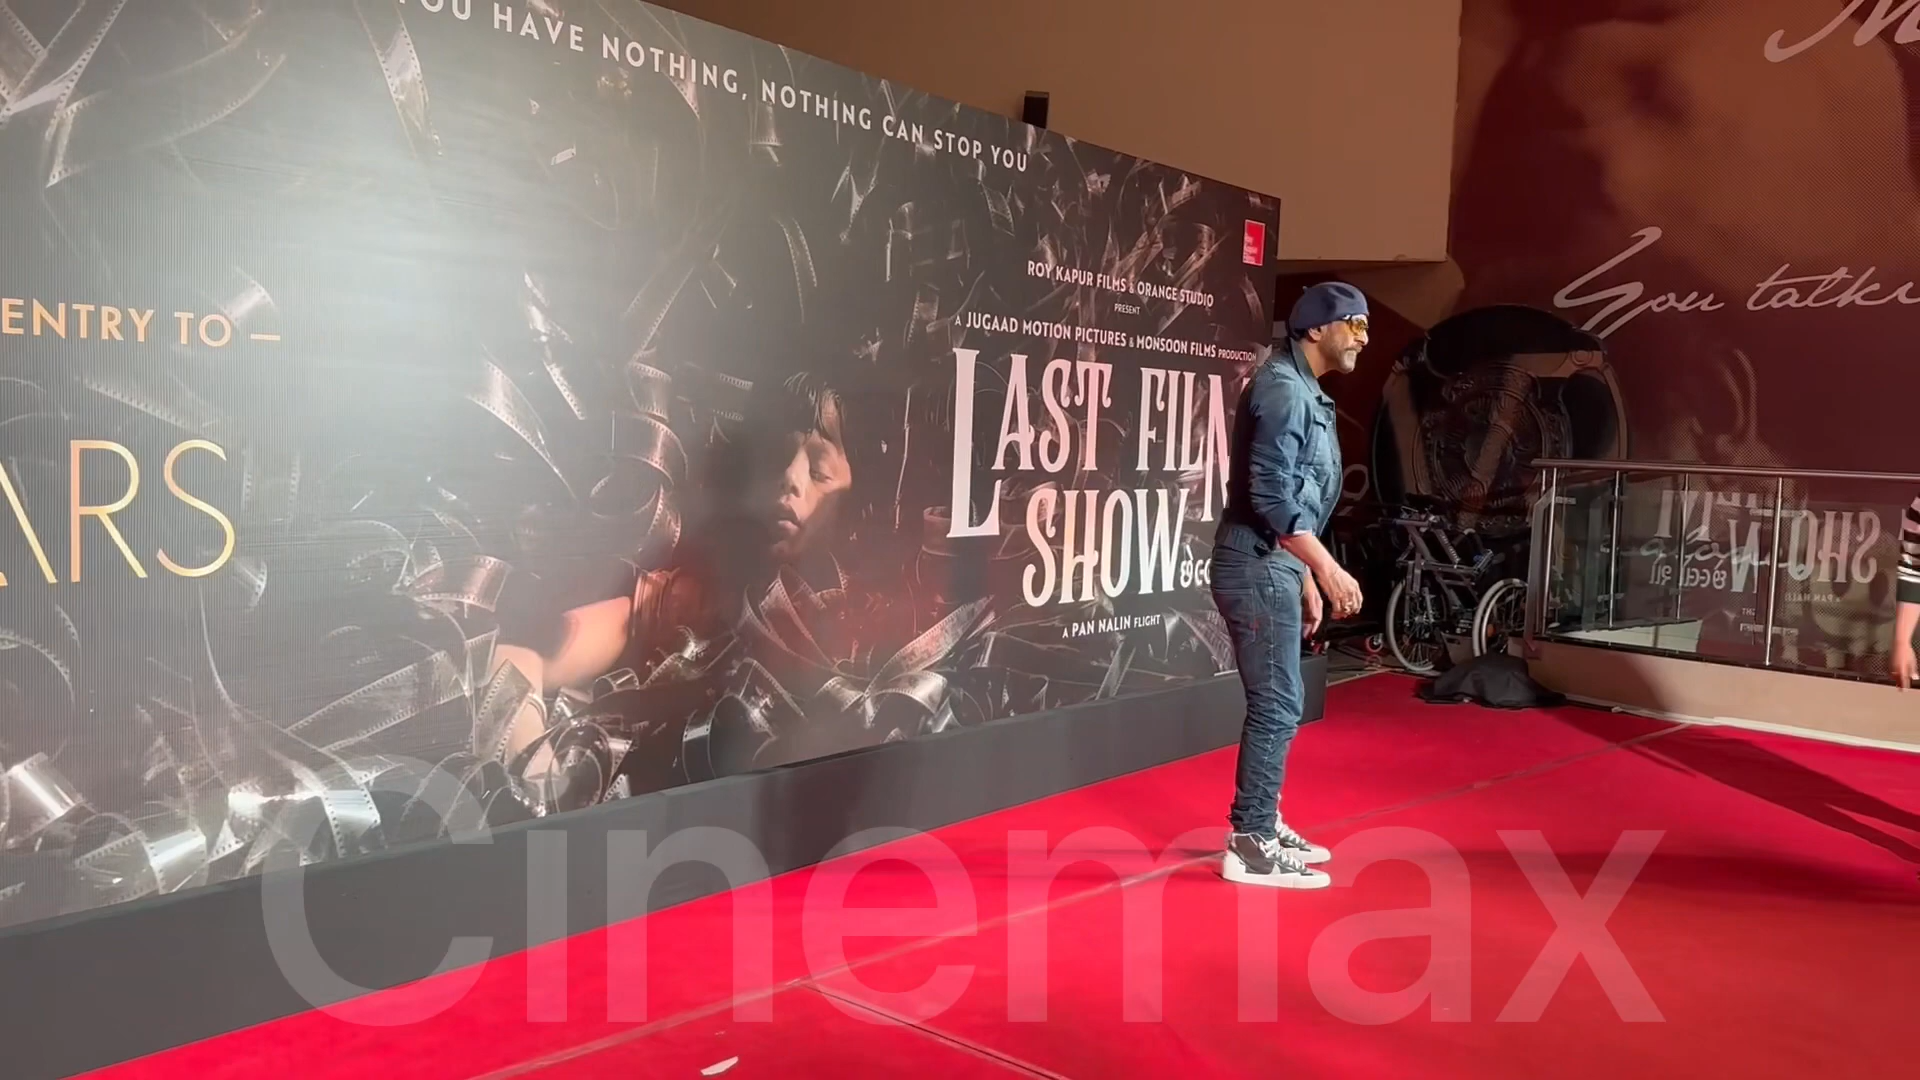 YOU HAVE NOTHING, NOTHING CAN STOP YOU
ENTRY TO –
ARS
ROY KAPUR FILMS & ORANGE STUDIO
PRESENT
A JUGAAD MOTION PICTURES & MONSOON FILMS PRODUCTION
LAST FILM
SHOW
A PAN NALIN FLIGHT
You talki
SHOW
Cinemax